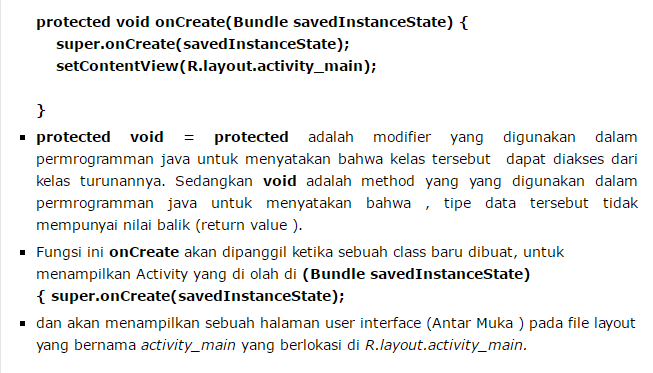 protected void onCreate(Bundle savedInstanceState) {
super.onCreate(savedInstanceState);
setContentView(R.layout.activity_main);
}
▪ protected void = protected adalah modifier yang digunakan dalam
permrogramman java untuk menyatakan bahwa kelas tersebut dapat diakses dari
kelas turunannya. Sedangkan void adalah method yang yang digunakan dalam
permrogramman java untuk menyatakan bahwa , tipe data tersebut tidak
mempunyai nilai balik (return value ).
▪ Fungsi ini onCreate akan dipanggil ketika sebuah class baru dibuat, untuk
menampilkan Activity yang di olah di (Bundle savedInstanceState)
{ super.onCreate(savedInstanceState);
▪ dan akan menampilkan sebuah halaman user interface (Antar Muka ) pada file layout
yang bernama activity_main yang berlokasi di R.layout.activity_main.